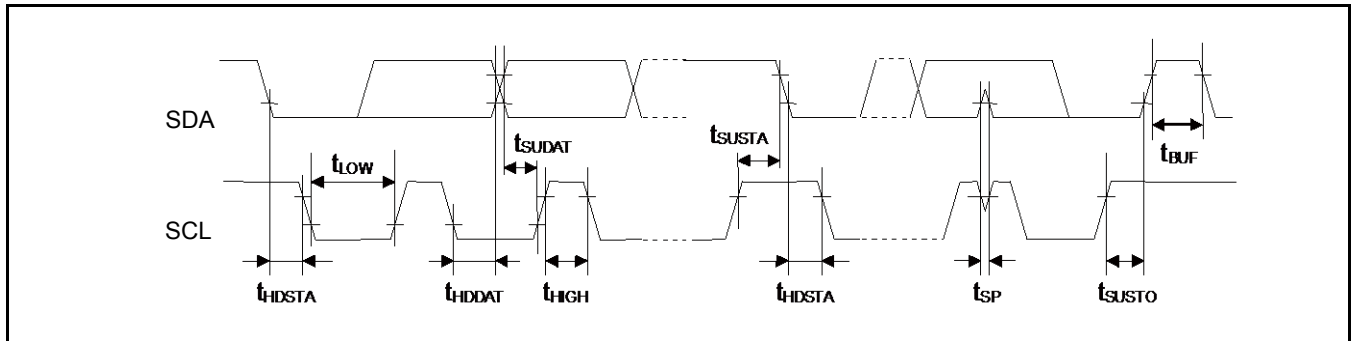 SDA
tSUDAT
tSUSTA
tBUF
tLOW
SCL
tHDSTA
tHDDAT
tHIGH
tHDSTA
tSP
tSUSTO